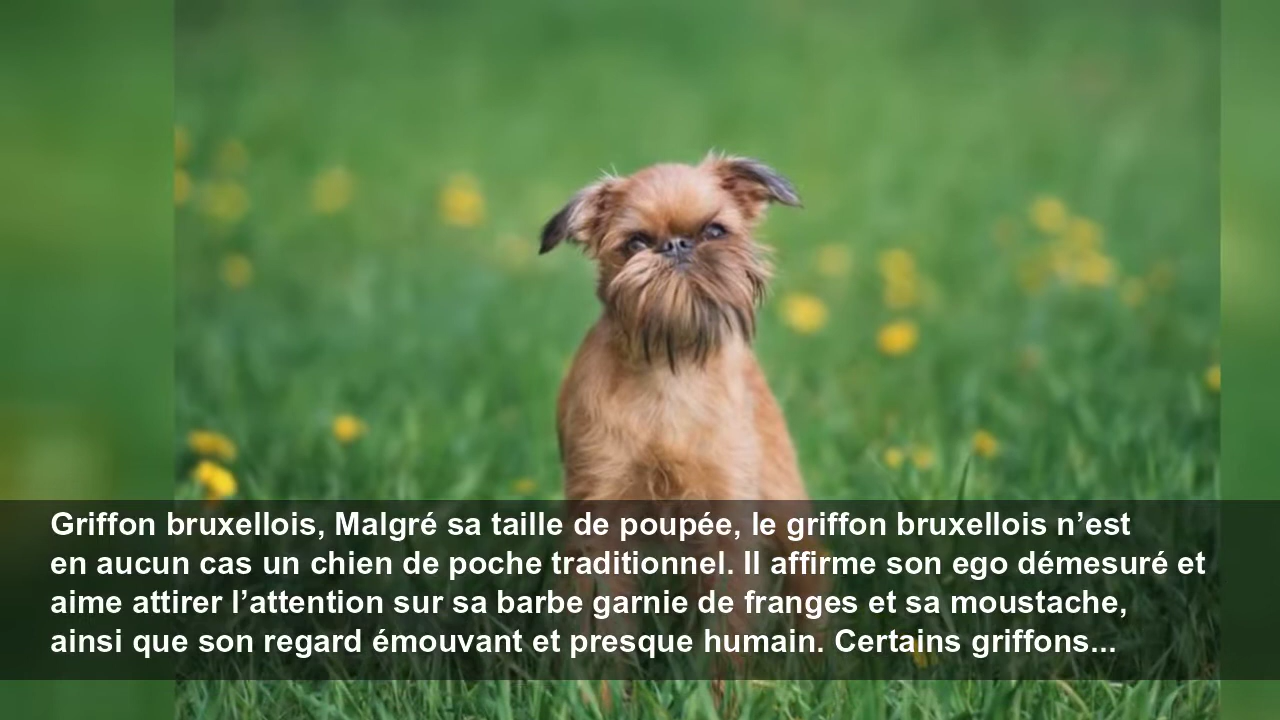 Griffon bruxellois, Malgré sa taille de poupée, le griffon bruxellois n’est
en aucun cas un chien de poche traditionnel. Il affirme son ego démesuré et
aime attirer l’attention sur sa barbe garnie de franges et sa moustache,
ainsi que son regard émouvant et presque humain. Certains griffons...